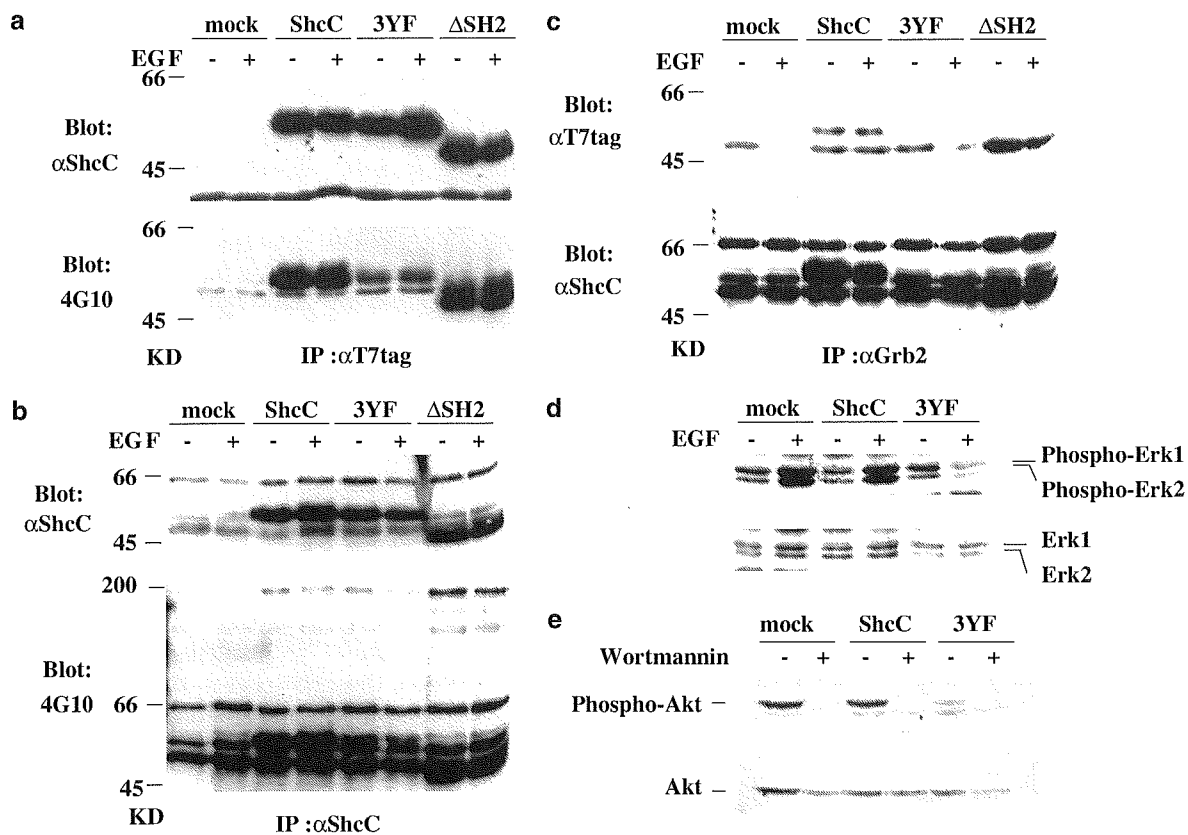 a
mock ShcC 3YF ΔSH2
EGF - + - + - + - +
66
Blot:
αShcC
45
66
Blot:
4G10
45
KD
IP :αT7tag
b
mock ShcC 3YF ΔSH2
EGF - + - + - + - +
66
Blot:
αShcC
45
200
Blot:
4G10 66
45
KD
IP :αShcC
c
mock ShcC 3YF ΔSH2
EGF - + - + - + - +
66
Blot:
αT7tag
45
66
Blot:
αShcC
45
KD
IP :αGrb2
d
mock ShcC 3YF
EGF - + - + - +
Phospho-Erk1
Phospho-Erk2
Erk1
Erk2
e
mock ShcC 3YF
Wortmannin - + - + - +
Phospho-Akt
Akt